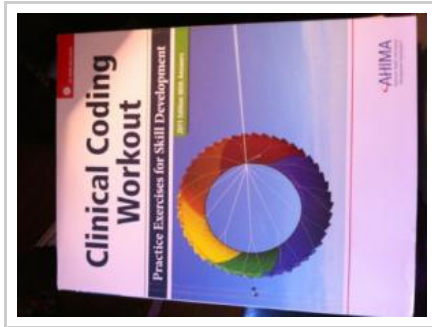 Clinical Coding
Workout
Practice Exercises for Skill Development
2011 Edition With Answers
AHIMA